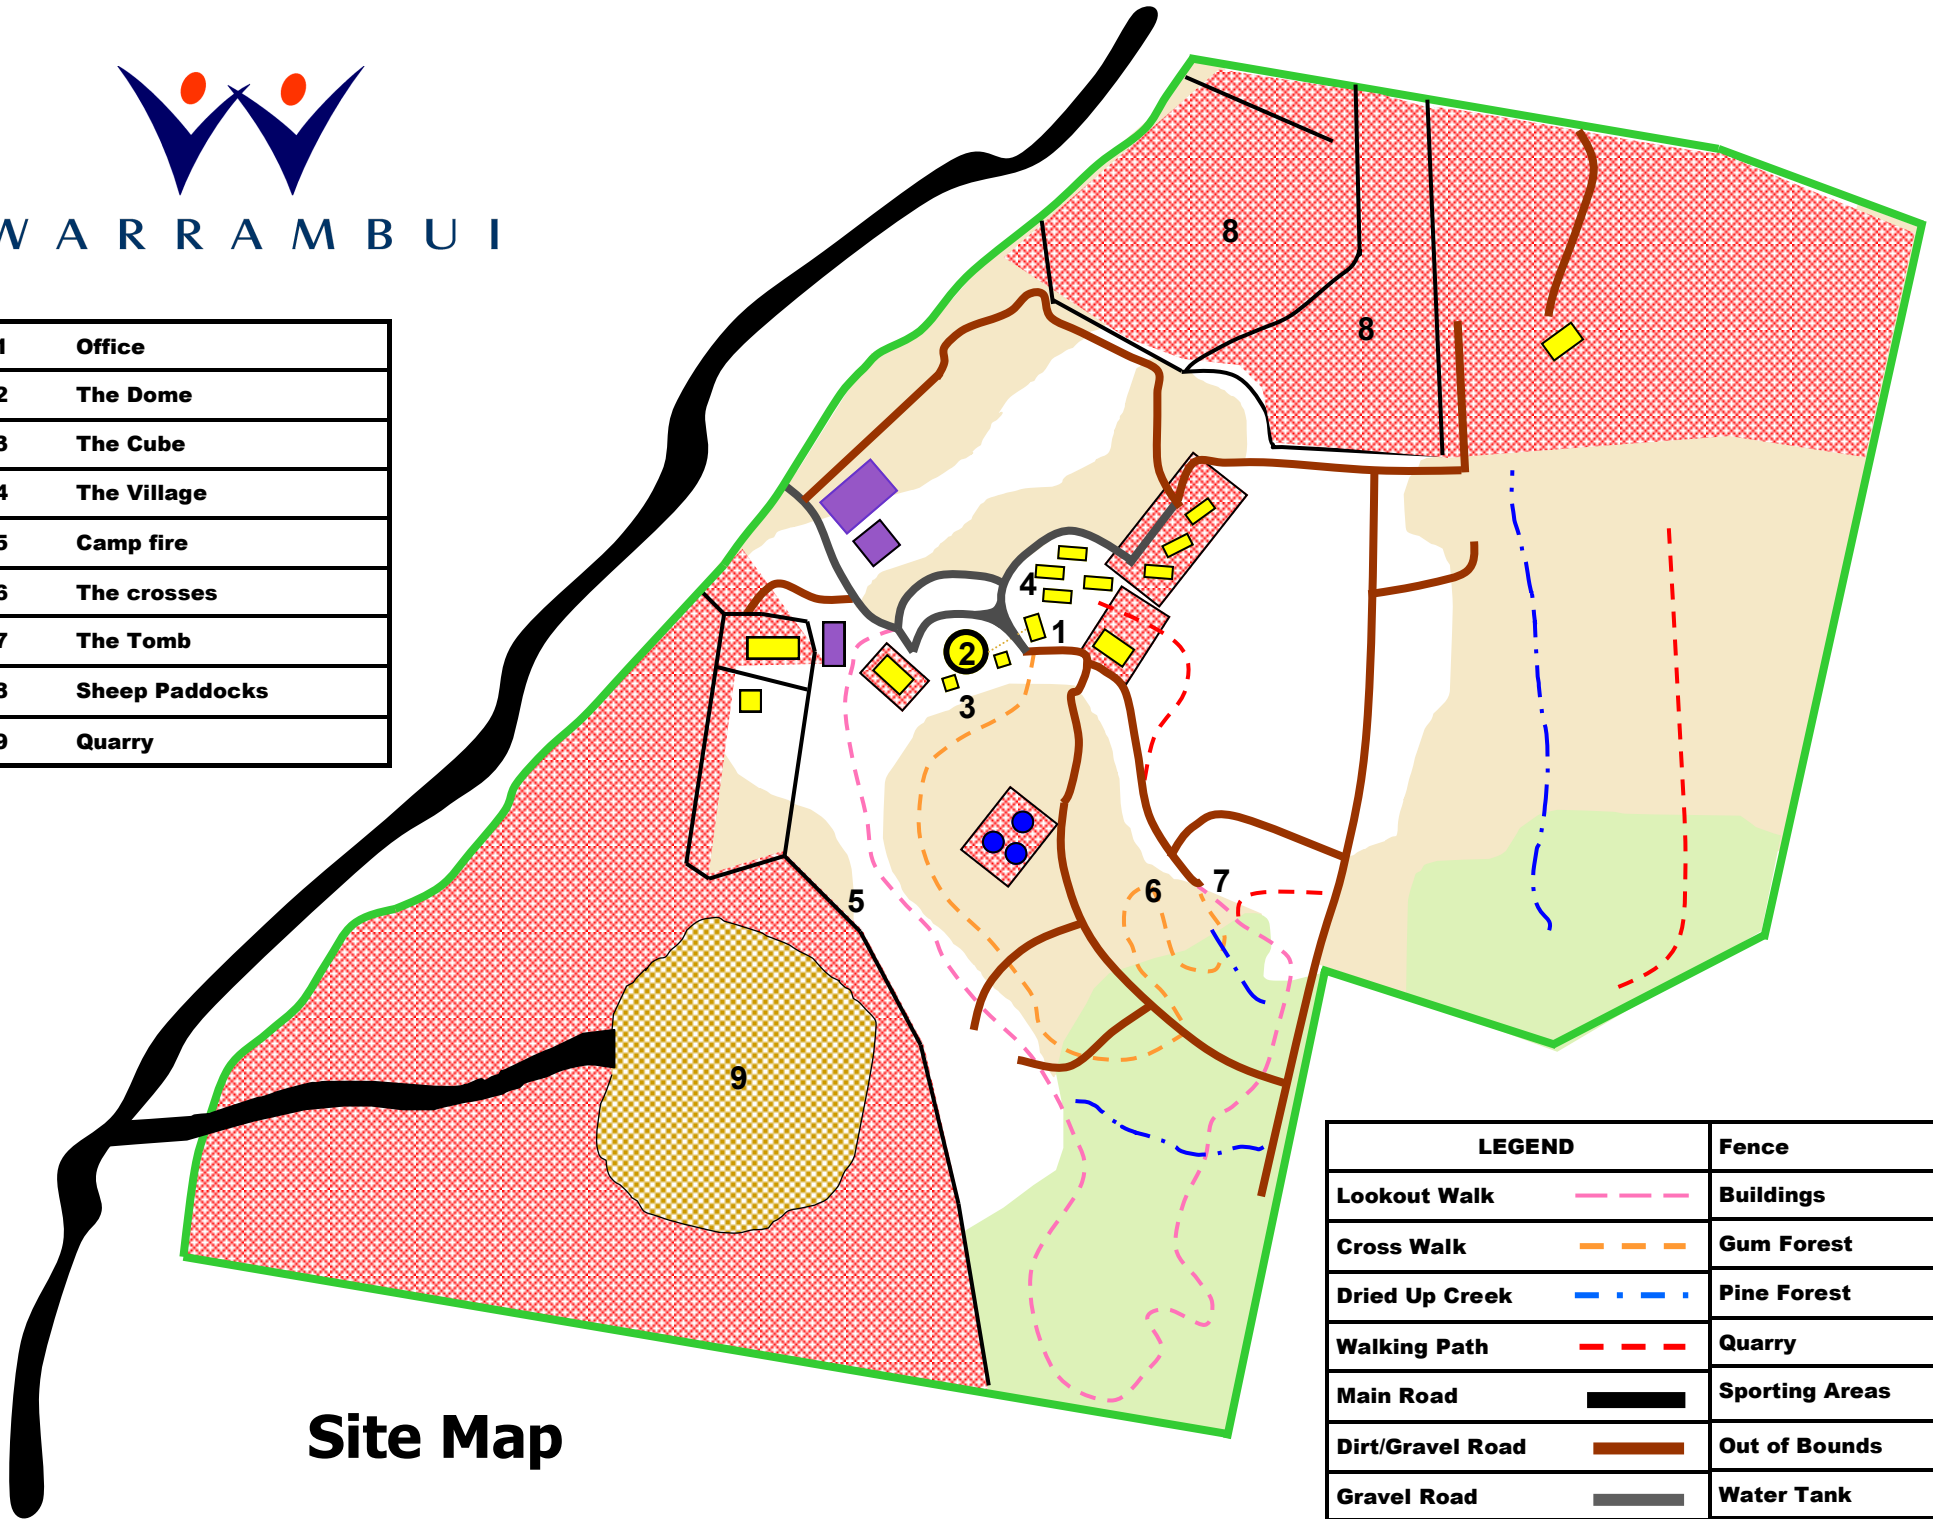 WARRAMBUI
1 Office
2 The Dome
3 The Cube
4 The Village
5 Camp fire
6 The crosses
7 The Tomb
8 Sheep Paddocks
9 Quarry
8
8
4
1
2
3
5
6
7
9
Site Map
LEGEND
Lookout Walk
Cross Walk
Dried Up Creek
Walking Path
Main Road
Dirt/Gravel Road
Gravel Road
Fence
Buildings
Gum Forest
Pine Forest
Quarry
Sporting Areas
Out of Bounds
Water Tank